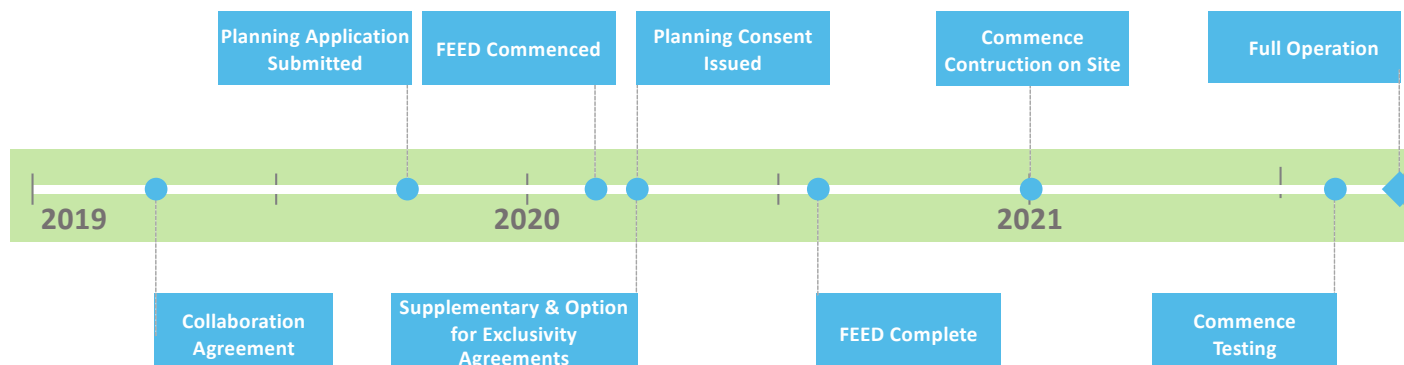 Planning Application
Submitted
FEED Commenced
Planning Consent
Issued
Commence
Contruction on Site
Full Operation
2019
2020
2021
Collaboration
Agreement
Supplementary & Option
for Exclusivity
Agreements
FEED Complete
Commence
Testing